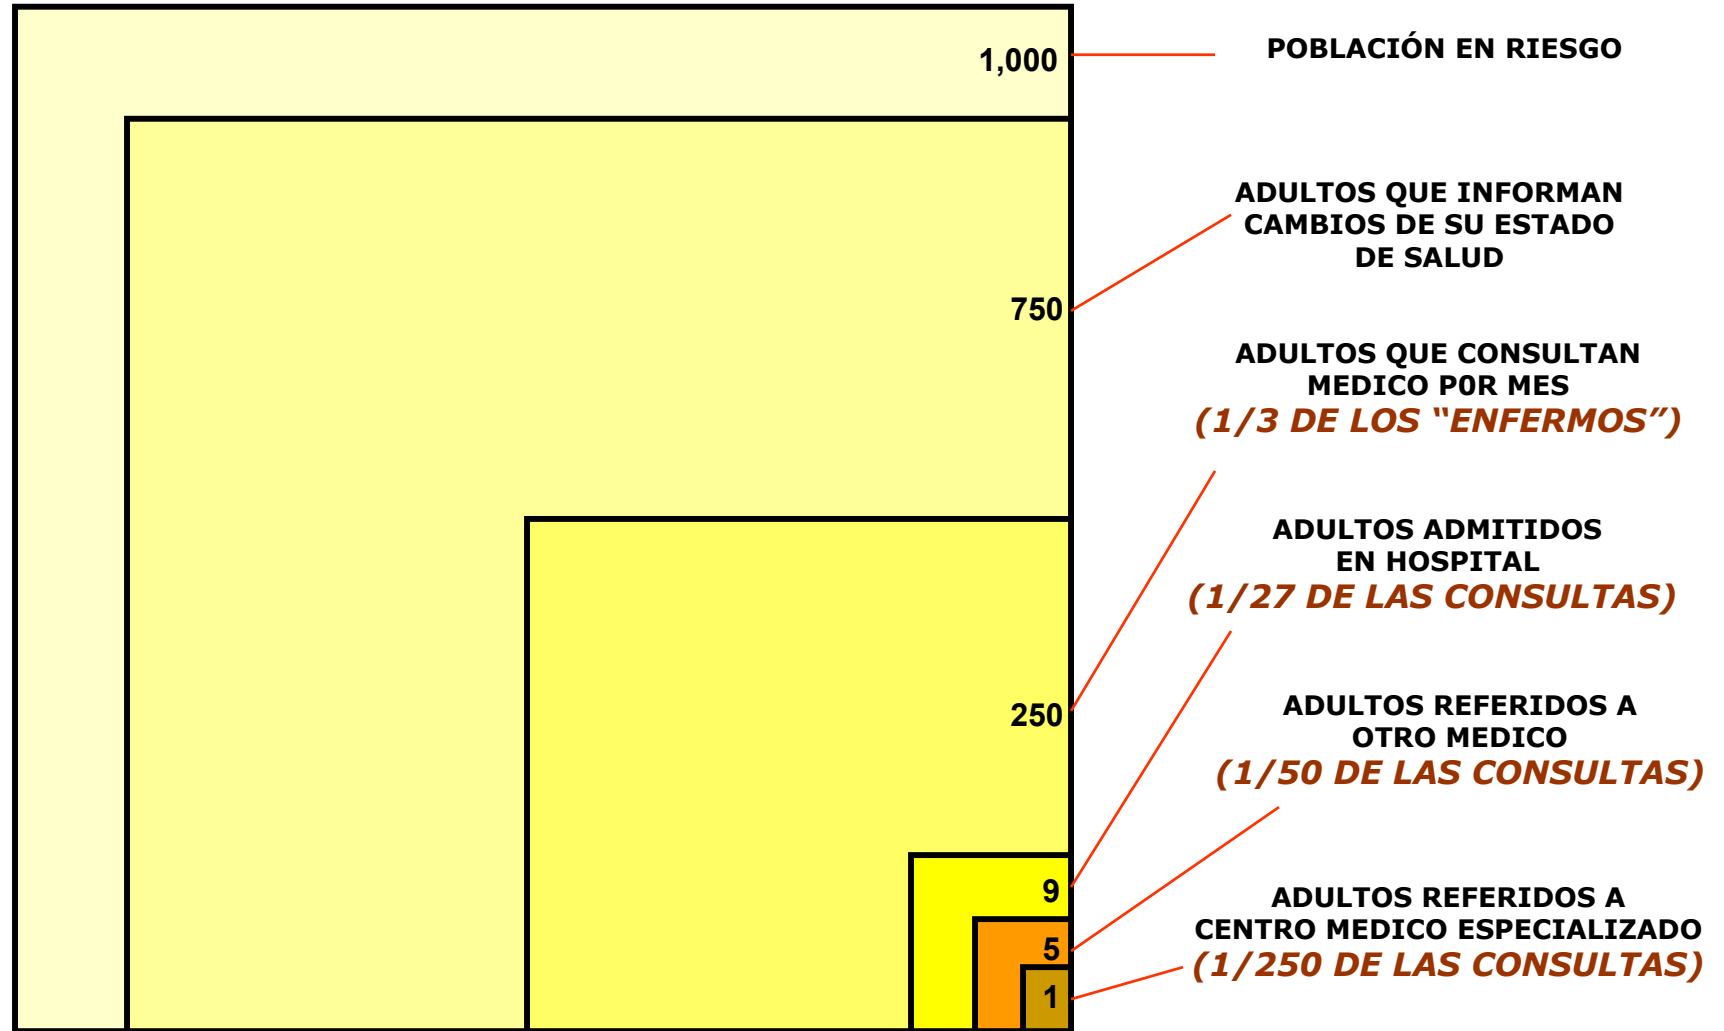 1,000
POBLACIÓN EN RIESGO
ADULTOS QUE INFORMAN
CAMBIOS DE SU ESTADO
DE SALUD
750
ADULTOS QUE CONSULTAN
MEDICO P0R MES
(1/3 DE LOS “ENFERMOS”)
ADULTOS ADMITIDOS
EN HOSPITAL
(1/27 DE LAS CONSULTAS)
250
ADULTOS REFERIDOS A
OTRO MEDICO
(1/50 DE LAS CONSULTAS)
9
ADULTOS REFERIDOS A
CENTRO MEDICO ESPECIALIZADO
(1/250 DE LAS CONSULTAS)
5
1